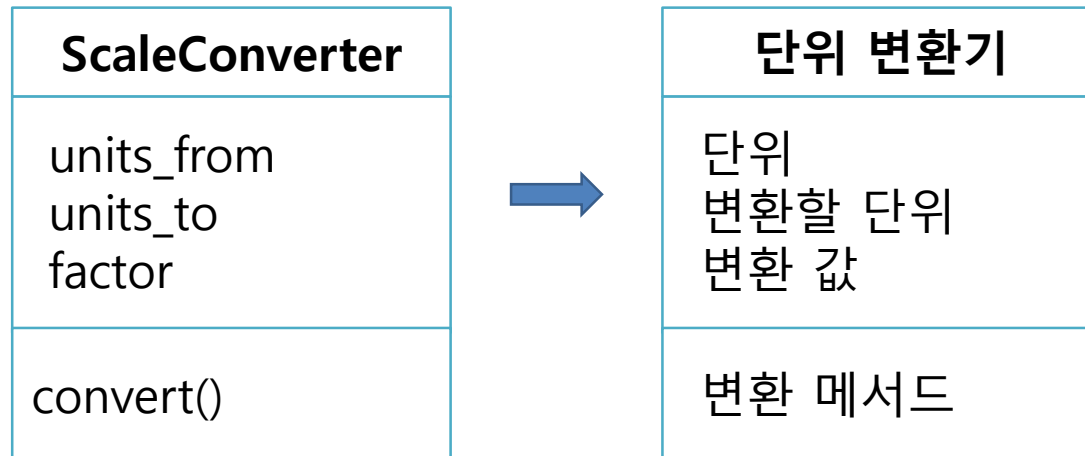 ScaleConverter
units_from
units_to
factor
convert()
단위 변환기
단위
변환할 단위
변환 값
변환 메서드